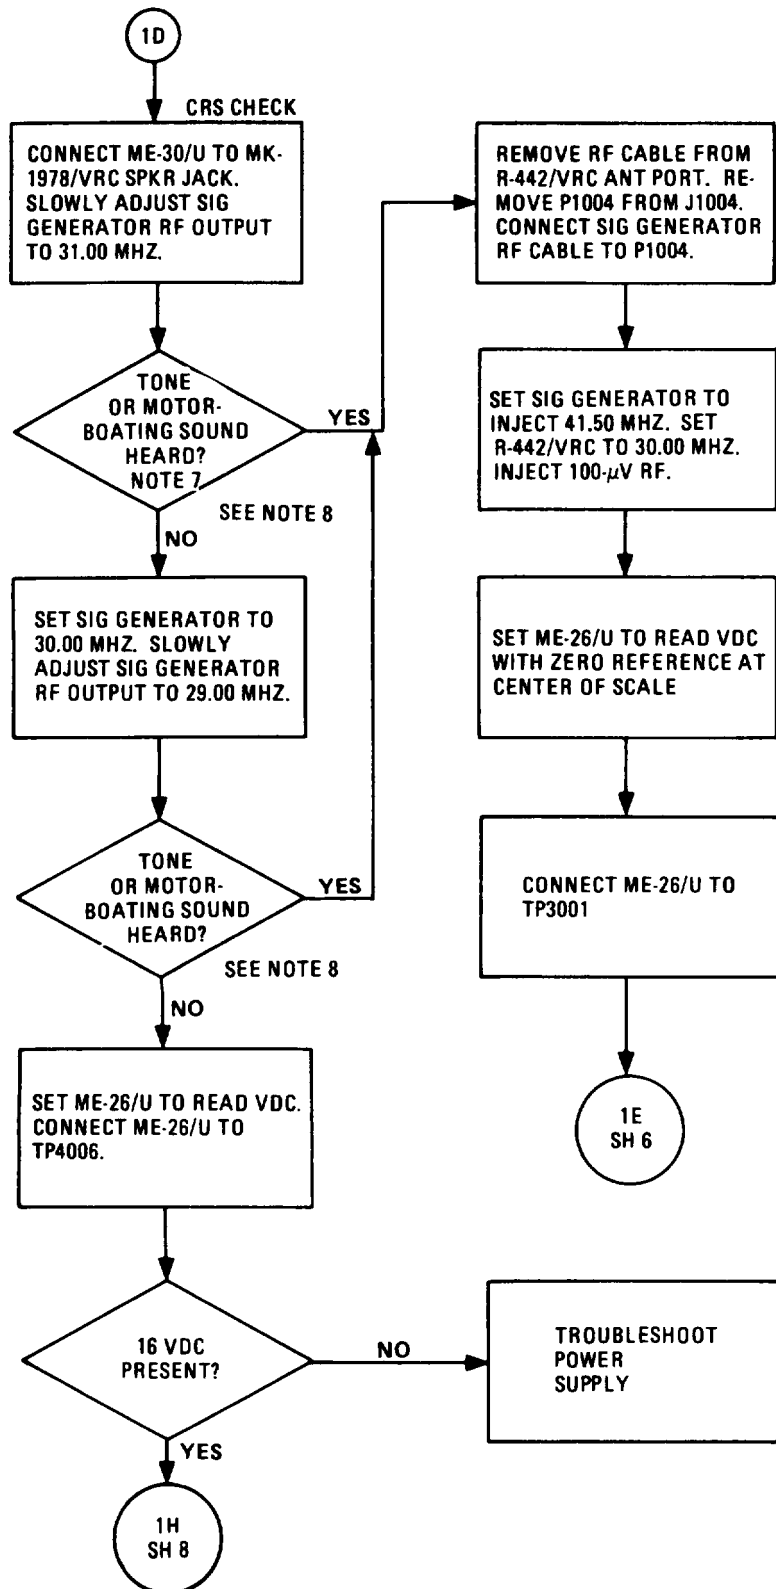 1D
CRS CHECK
CONNECT ME-30/U TO MK-
1978/VRC SPKR JACK.
SLOWLY ADJUST SIG
GENERATOR RF OUTPUT
TO 31.00 MHZ.
TONE
OR MOTOR-
BOATING SOUND
HEARD?
NOTE 7
YES
SEE NOTE 8
NO
SET SIG GENERATOR TO
30.00 MHZ. SLOWLY
ADJUST SIG GENERATOR
RF OUTPUT TO 29.00 MHZ.
TONE
OR MOTOR-
BOATING SOUND
HEARD?
YES
SEE NOTE 8
NO
SET ME-26/U TO READ VDC.
CONNECT ME-26/U TO
TP4006.
16 VDC
PRESENT?
NO
TROUBLESHOOT
POWER
SUPPLY
YES
1H
SH 8
REMOVE RF CABLE FROM
R-442/VRC ANT PORT. RE-
MOVE P1004 FROM J1004.
CONNECT SIG GENERATOR
RF CABLE TO P1004.
SET SIG GENERATOR TO
INJECT 41.50 MHZ. SET
R-442/VRC TO 30.00 MHZ.
INJECT 100-μV RF.
SET ME-26/U TO READ VDC
WITH ZERO REFERENCE AT
CENTER OF SCALE
CONNECT ME-26/U TO
TP3001
1E
SH 6